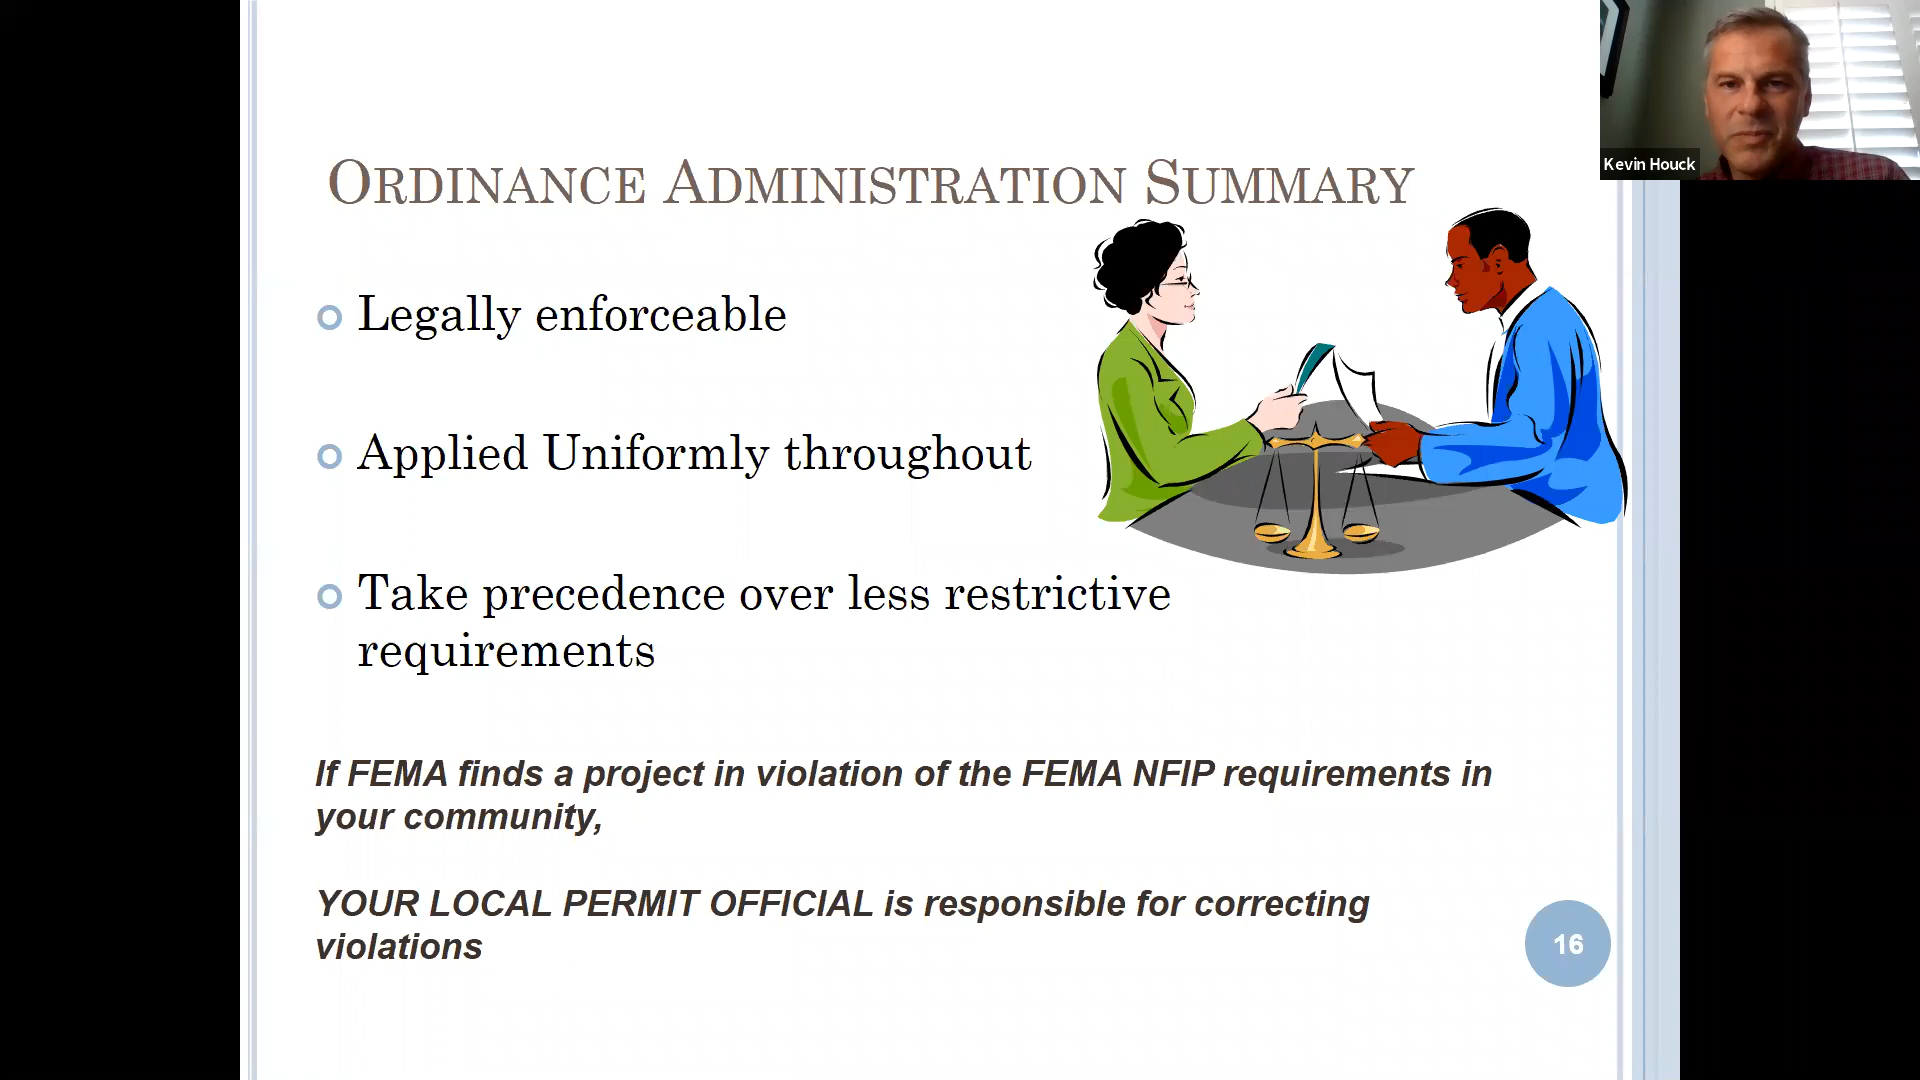 Kevin Houck
ORDINANCE ADMINISTRATION SUMMARY
Legally enforceable
Applied Uniformly throughout
Take precedence over less restrictive
requirements
If FEMA finds a project in violation of the FEMA NFIP requirements in
your community,
YOUR LOCAL PERMIT OFFICIAL is responsible for correcting
violations
16